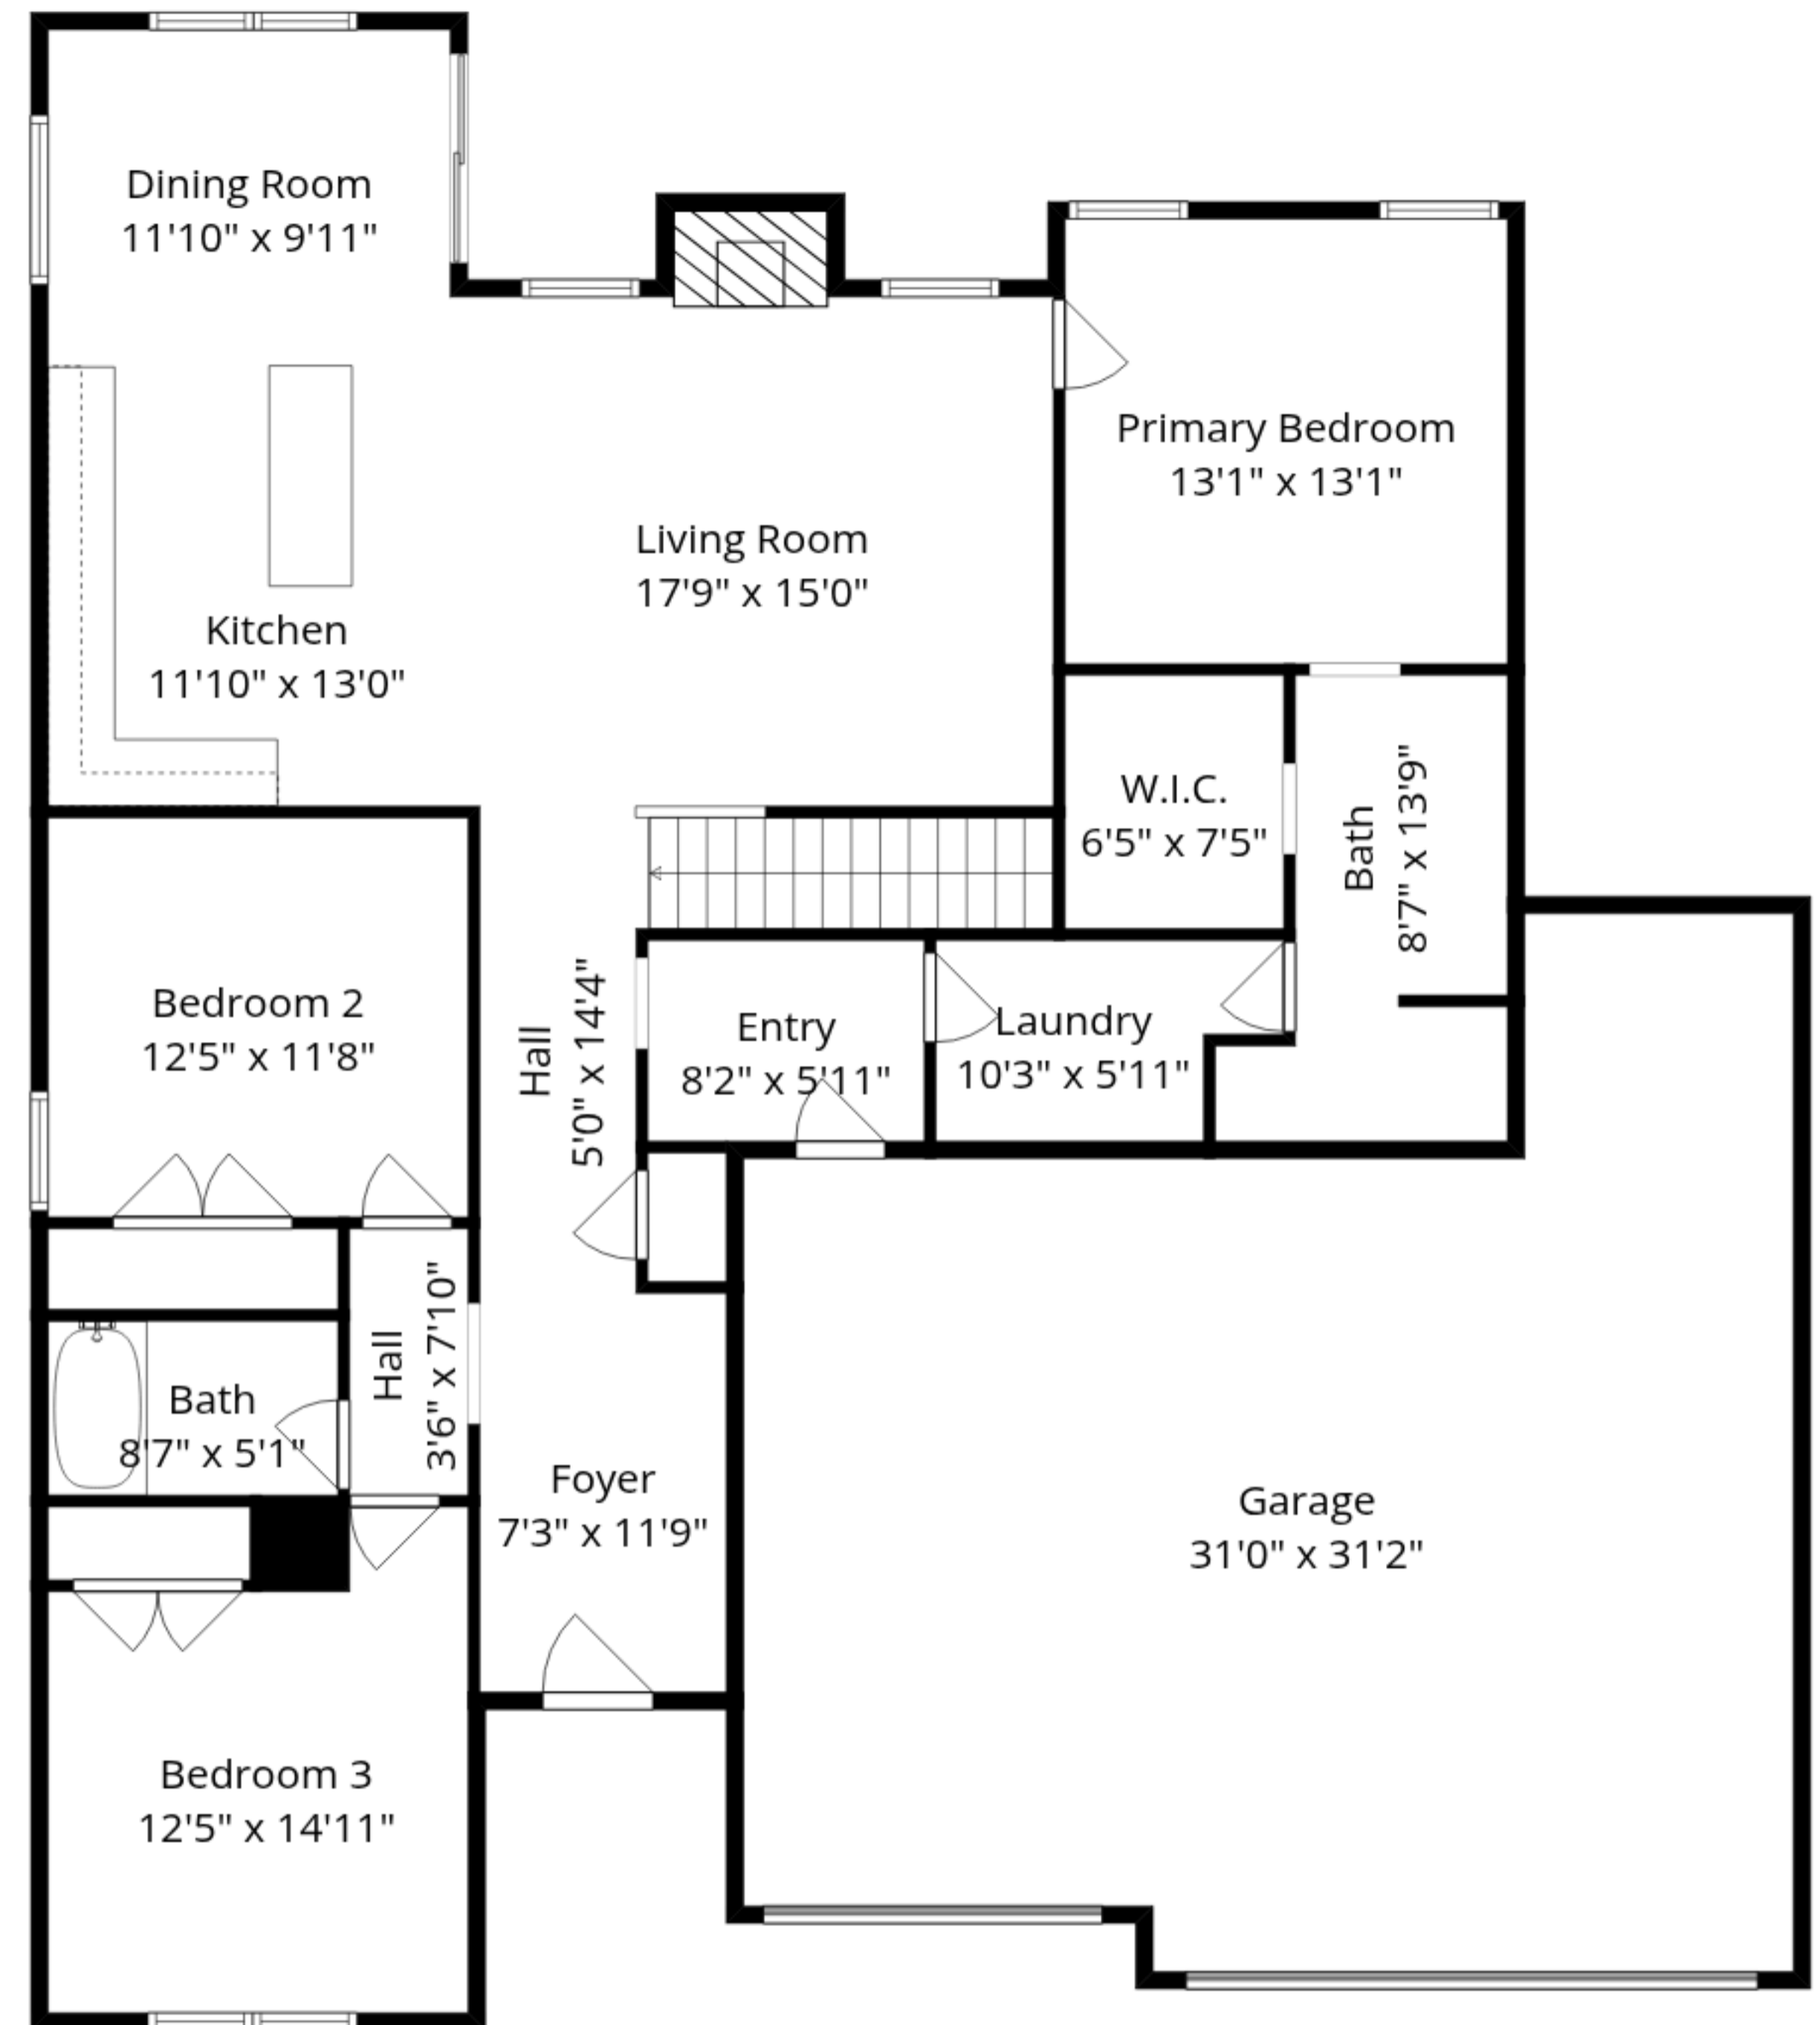 Dining Room
11'10" x 9'11"
Primary Bedroom
13'1" x 13'1"
Living Room
17'9" x 15'0"
Kitchen
11'10" x 13'0"
W.I.C.
6'5" x 7'5"
Bath
8'7" x 13'9"
Bedroom 2
12'5" x 11'8"
Hall
5'0" x 14'4"
Entry
8'2" x 5'11"
Laundry
10'3" x 5'11"
Hall
3'6" x 7'10"
Bath
8'7" x 5'1"
Foyer
7'3" x 11'9"
Garage
31'0" x 31'2"
Bedroom 3
12'5" x 14'11"